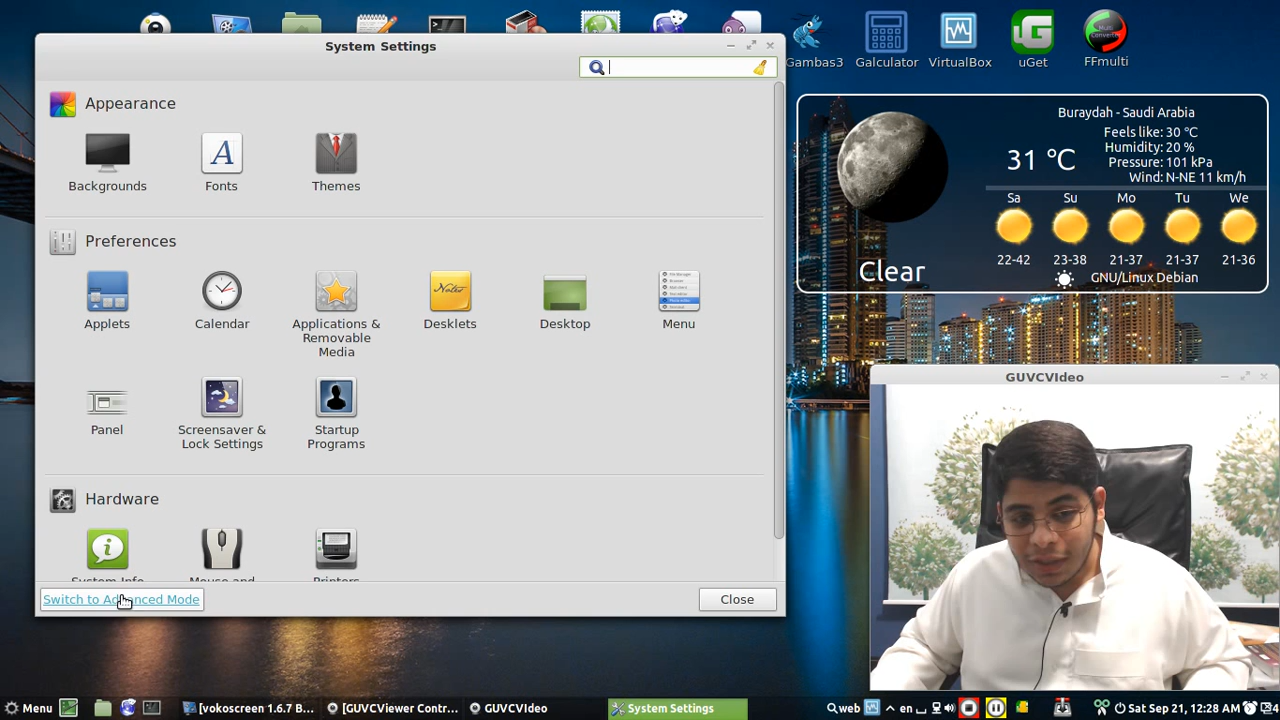 Gambas3
Galculator
VirtualBox
uGet
FFmulti
System Settings
Appearance
Backgrounds
Fonts
Themes
Preferences
Applets
Calendar
Applications &
Removable
Media
Desklets
Desktop
Menu
Panel
Screensaver &
Lock Settings
Startup
Programs
Hardware
System Info
Mouse and
Printers
Switch to Advanced Mode
Close
Buraydah - Saudi Arabia
31 °C
Feels like: 30 °C
Humidity: 20 %
Pressure: 101 kPa
Wind: N-NE 11 km/h
Sa Su Mo Tu We
22-42 23-38 21-37 21-37 21-36
Clear
GNU/Linux Debian
GUVCVIdeo
Menu
[vokoscreen 1.6.7 B...
[GUVCViewer Contr...
GUVCVIdeo
System Settings
web
en
Sat Sep 21, 12:28 AM